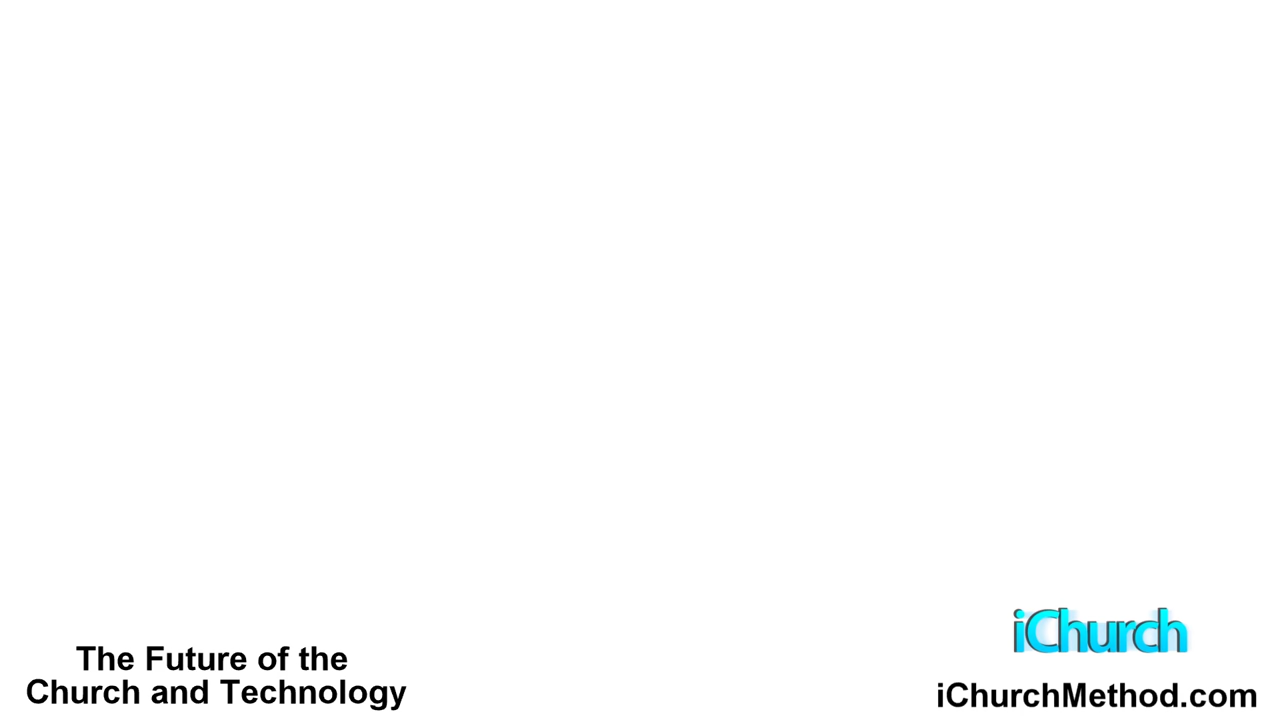 The Future of the
Church and Technology
iChurch
iChurchMethod.com